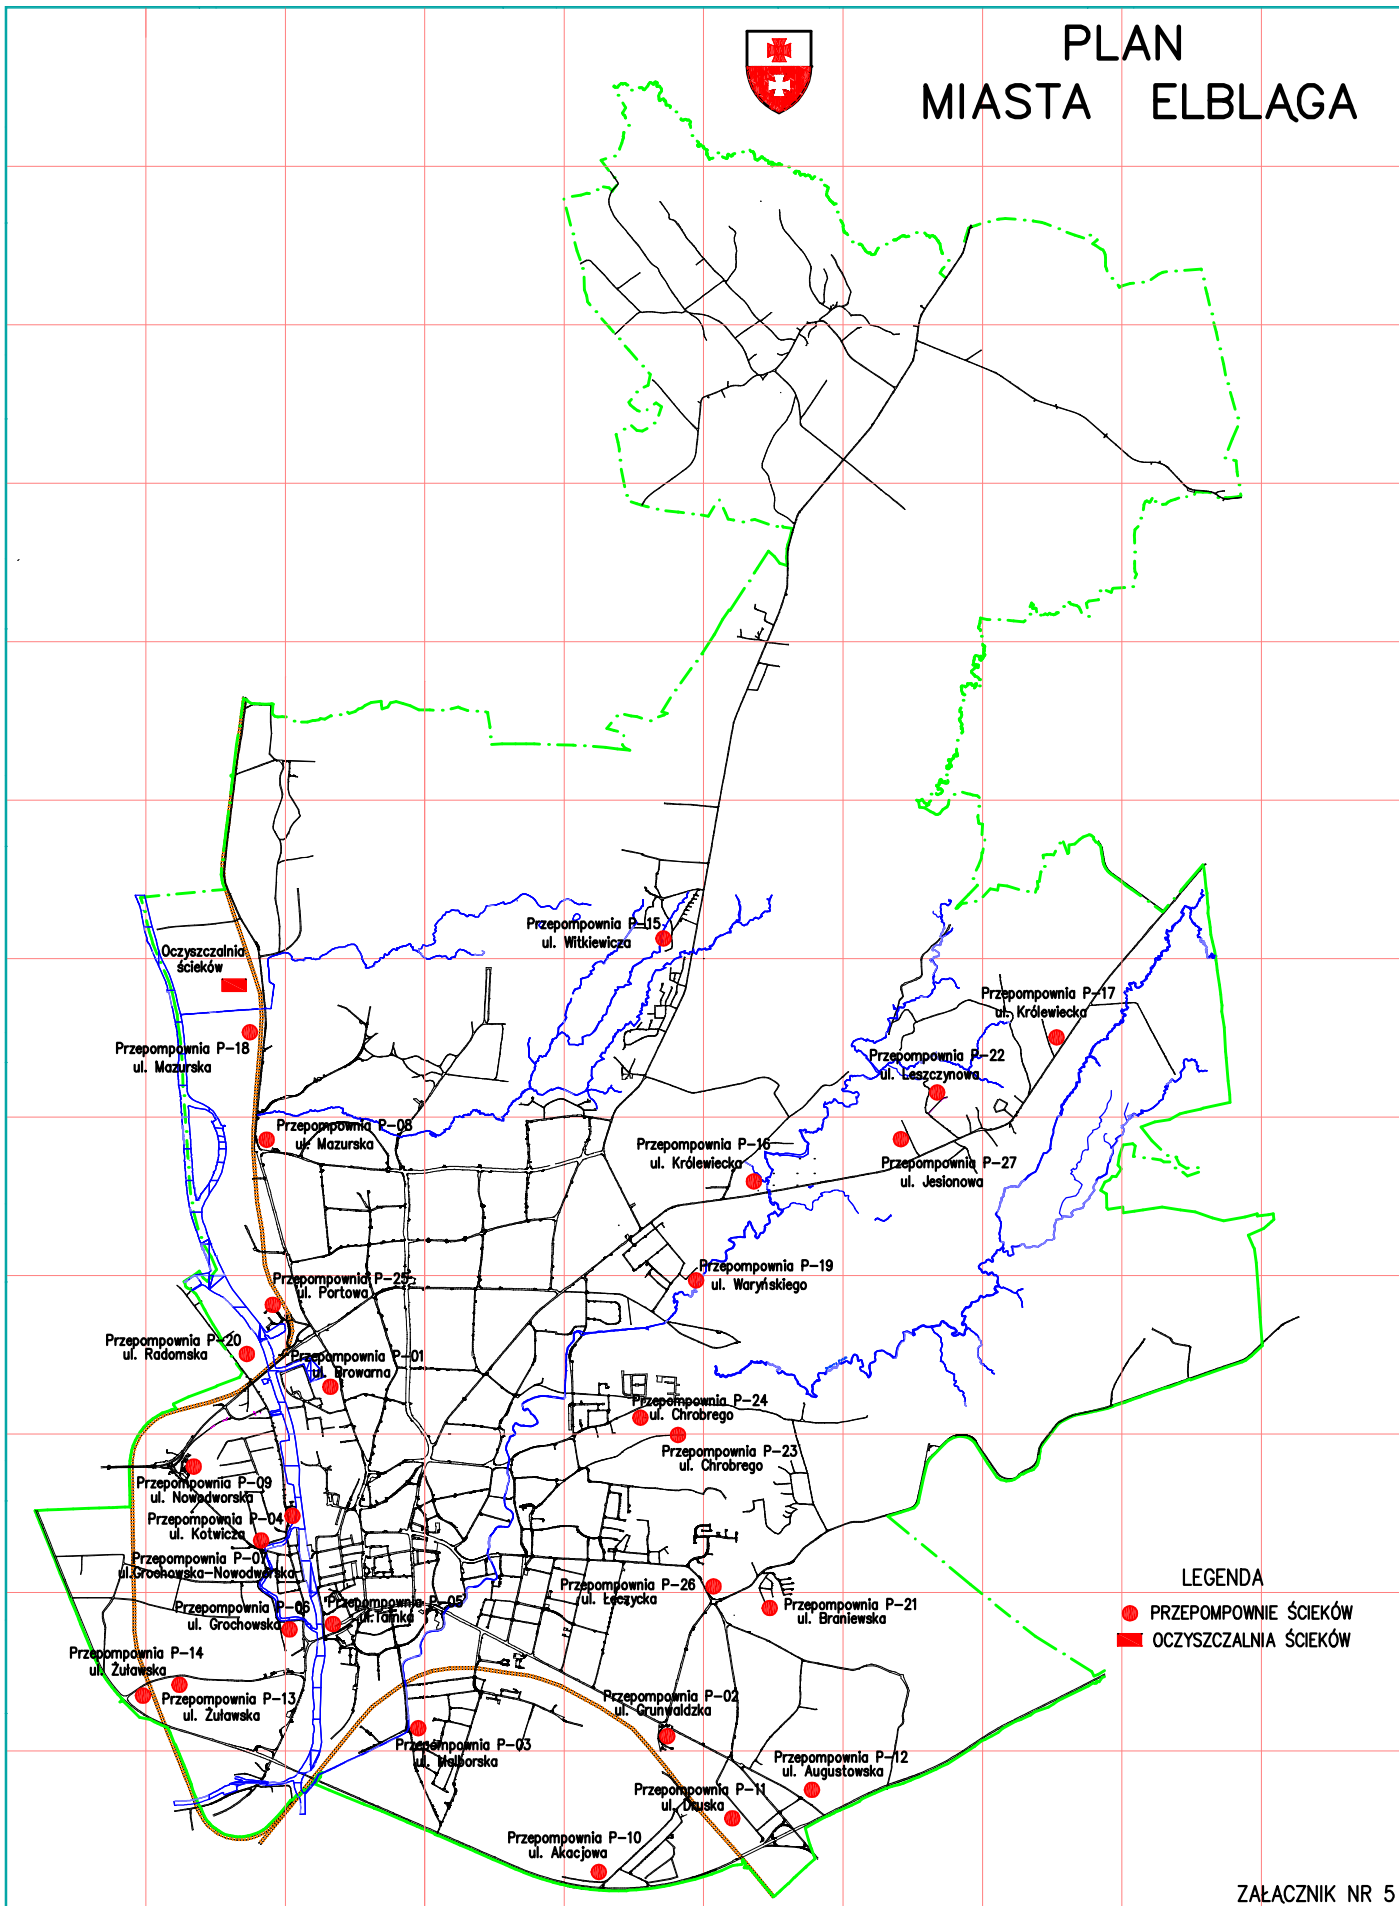 PLAN
MIASTA ELBLĄGA
Przepompownia P-15
ul. Witkiewicza
Oczyszczalnia
ścieków
Przepompownia P-17
ul. Królewiecka
Przepompownia P-18
ul. Mazurska
Przepompownia P-22
ul. Leszczynowa
Przepompownia P-08
ul. Mazurska
Przepompownia P-16
ul. Królewiecka
Przepompownia P-27
ul. Jesionowa
Przepompownia P-19
ul. Waryńskiego
Przepompownia P-25
ul. Portowa
Przepompownia P-20
ul. Radomska
Przepompownia P-01
ul. Browarna
Przepompownia P-24
ul. Chrobrego
Przepompownia P-23
ul. Chrobrego
Przepompownia P-09
ul. Nowodworska
Przepompownia P-04
ul. Kotwicza
Przepompownia P-07
ul.Grochowska-Nowodworska
Przepompownia P-26
ul. Łęczycka
Przepompownia P-21
ul. Braniewska
Przepompownia P-06
ul. Grochowska
Przepompownia P-05
ul.Tamka
LEGENDA
PRZEPOMPOWNIE ŚCIEKÓW
OCZYSZCZALNIA ŚCIEKÓW
Przepompownia P-14
ul. Żuławska
Przepompownia P-13
ul. Żuławska
Przepompownia P-02
ul. Grunwaldzka
Przepompownia P-03
ul. Malborska
Przepompownia P-12
ul. Augustowska
Przepompownia P-11
ul. Druska
Przepompownia P-10
ul. Akacjowa
ZAŁĄCZNIK NR 5